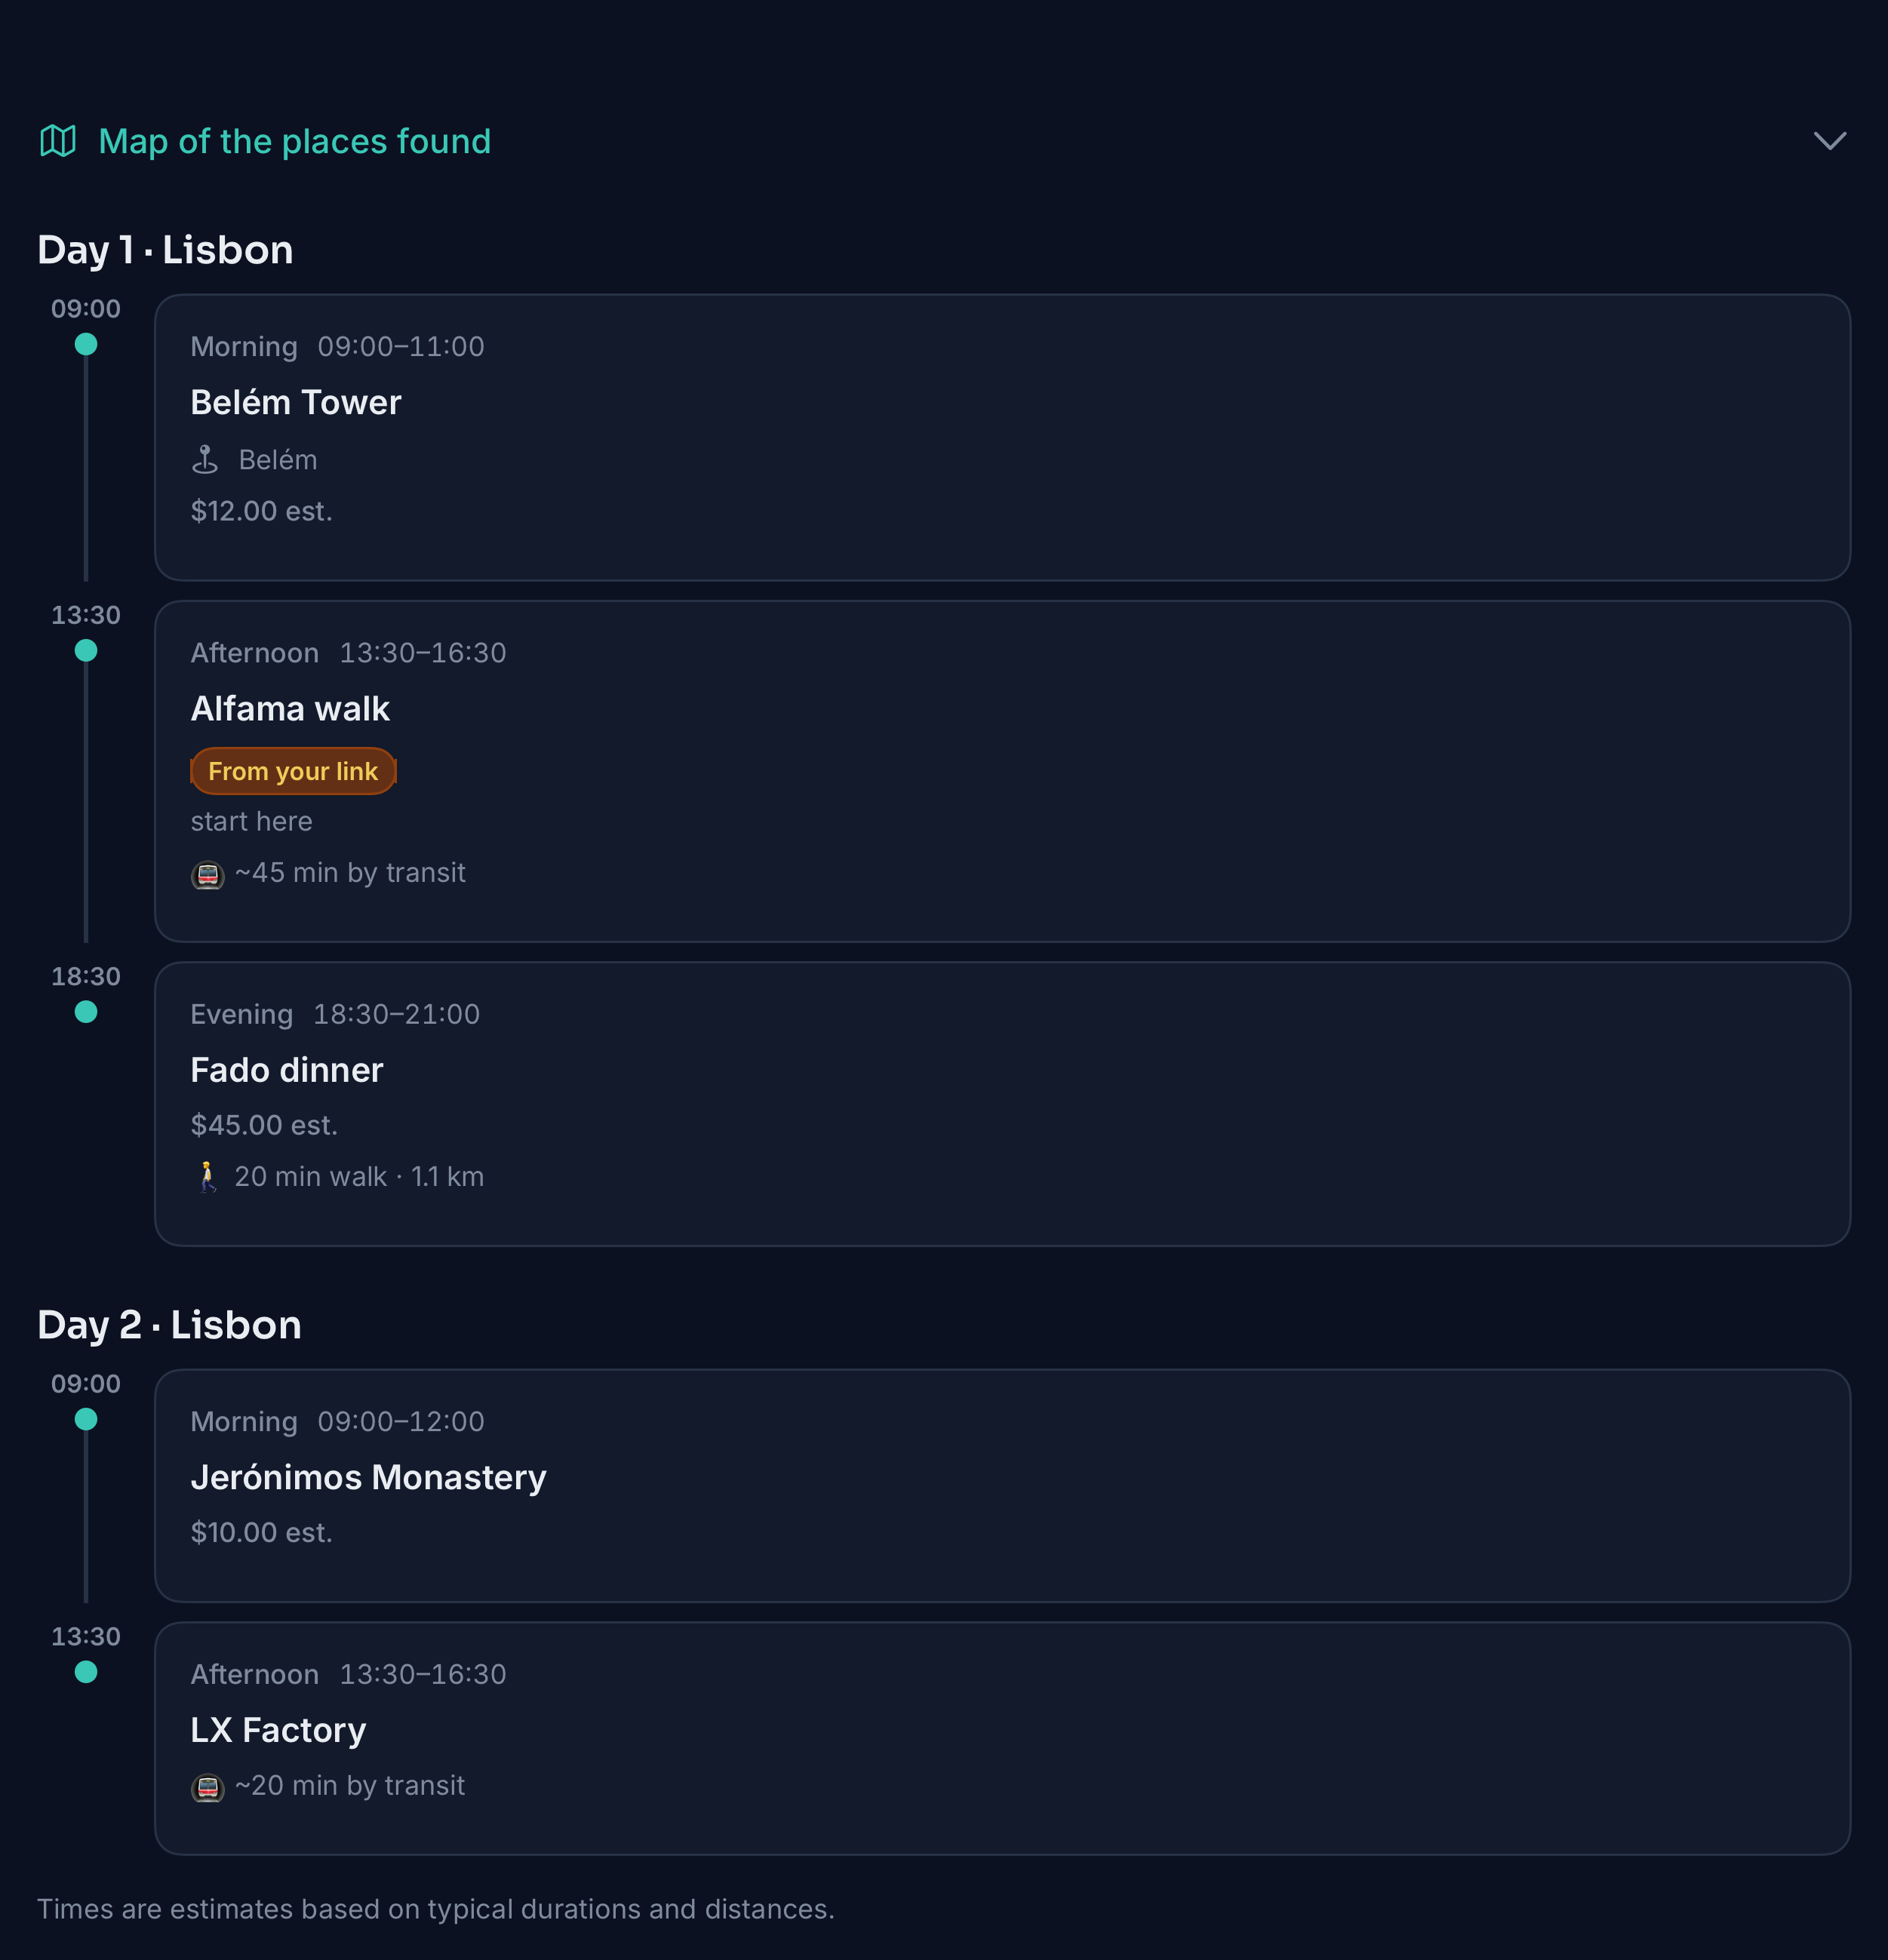 Map of the places found
Day 1 · Lisbon
09:00
Morning 09:00–11:00
Belém Tower
Belém
$12.00 est.
13:30
Afternoon 13:30–16:30
Alfama walk
From your link
start here
~45 min by transit
18:30
Evening 18:30–21:00
Fado dinner
$45.00 est.
20 min walk · 1.1 km
Day 2 · Lisbon
09:00
Morning 09:00–12:00
Jerónimos Monastery
$10.00 est.
13:30
Afternoon 13:30–16:30
LX Factory
~20 min by transit
Times are estimates based on typical durations and distances.